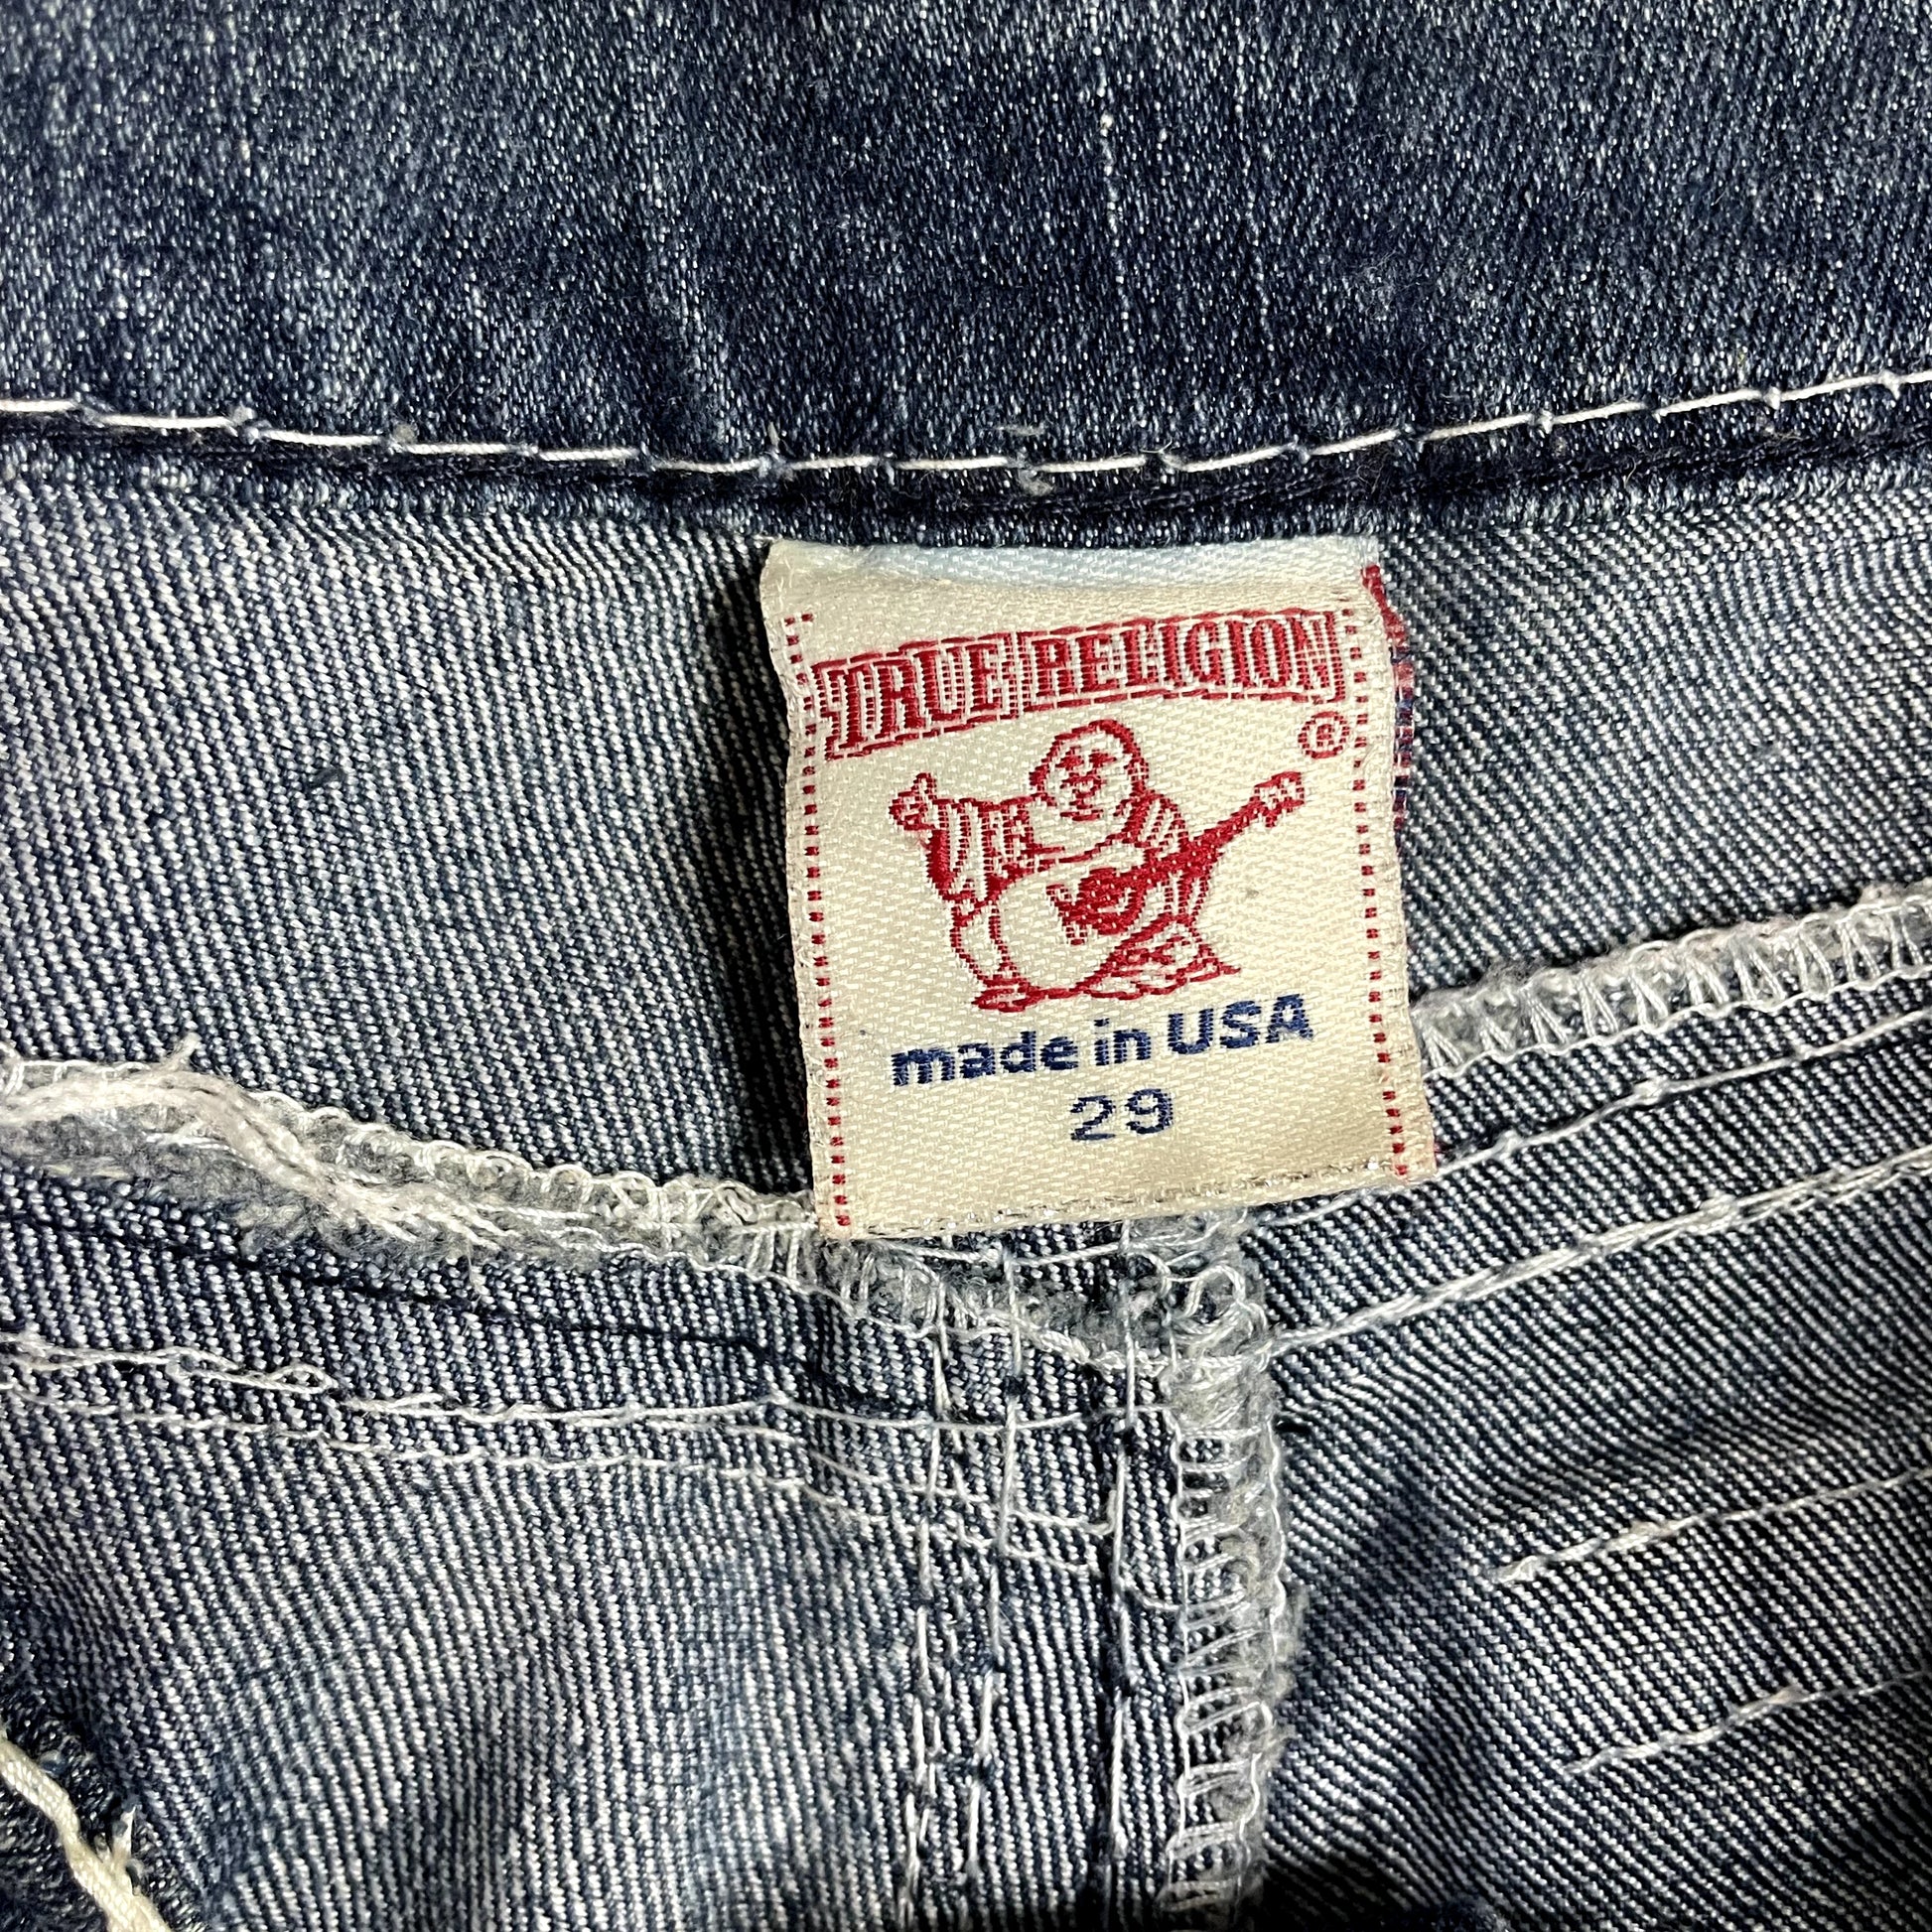 TRUE RELIGION
®
made in USA
29